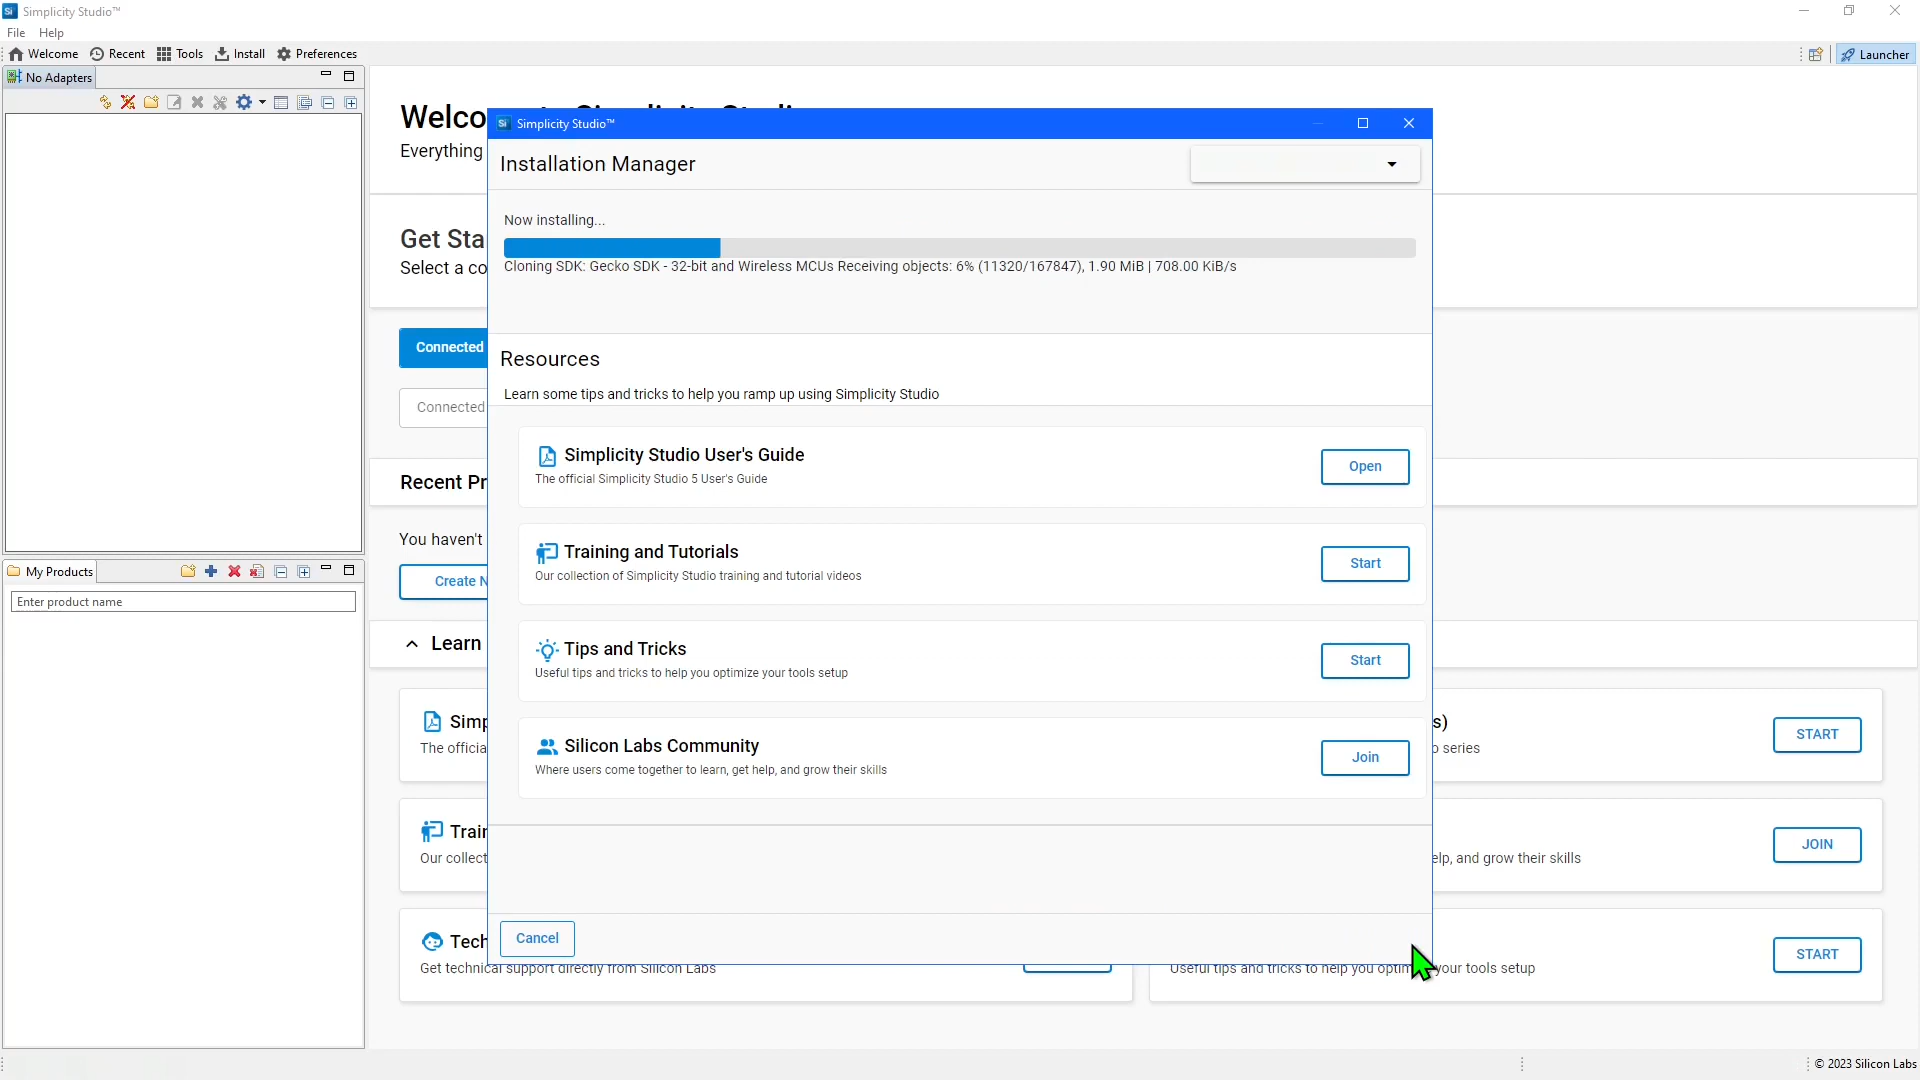 Simplicity Studio™
File Help
Welcome Recent Tools Install Preferences
Launcher
No Adapters
Welco
Everything
Simplicity Studio™
Installation Manager
Now installing...
Cloning SDK: Gecko SDK - 32-bit and Wireless MCUs Receiving objects: 6% (11320/167847), 1.90 MiB | 708.00 KiB/s
Get Sta
Select a co
Connected
Connected
Resources
Learn some tips and tricks to help you ramp up using Simplicity Studio
Simplicity Studio User's Guide
The official Simplicity Studio 5 User's Guide
Open
Recent Pr
You haven't
Create N
Training and Tutorials
Our collection of Simplicity Studio training and tutorial videos
Start
My Products
Enter product name
Learn
Tips and Tricks
Useful tips and tricks to help you optimize your tools setup
Start
Silicon Labs Community
Where users come together to learn, get help, and grow their skills
Join
Simp
The officia
s)
o series
START
Train
Our collect
elp, and grow their skills
JOIN
Cancel
Tech
Get technical support directly from Silicon Labs
Useful tips and tricks to help you optim your tools setup
START
© 2023 Silicon Labs